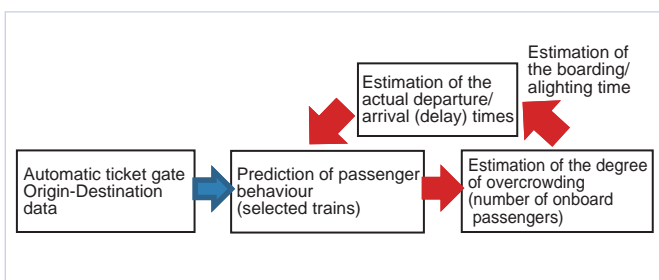 Estimation of
the boarding/
alighting time
Estimation of the
actual departure/
arrival (delay) times
Automatic ticket gate
Origin-Destination
data
Prediction of passenger
behaviour
(selected trains)
Estimation of the degree
of overcrowding
(number of onboard
passengers)